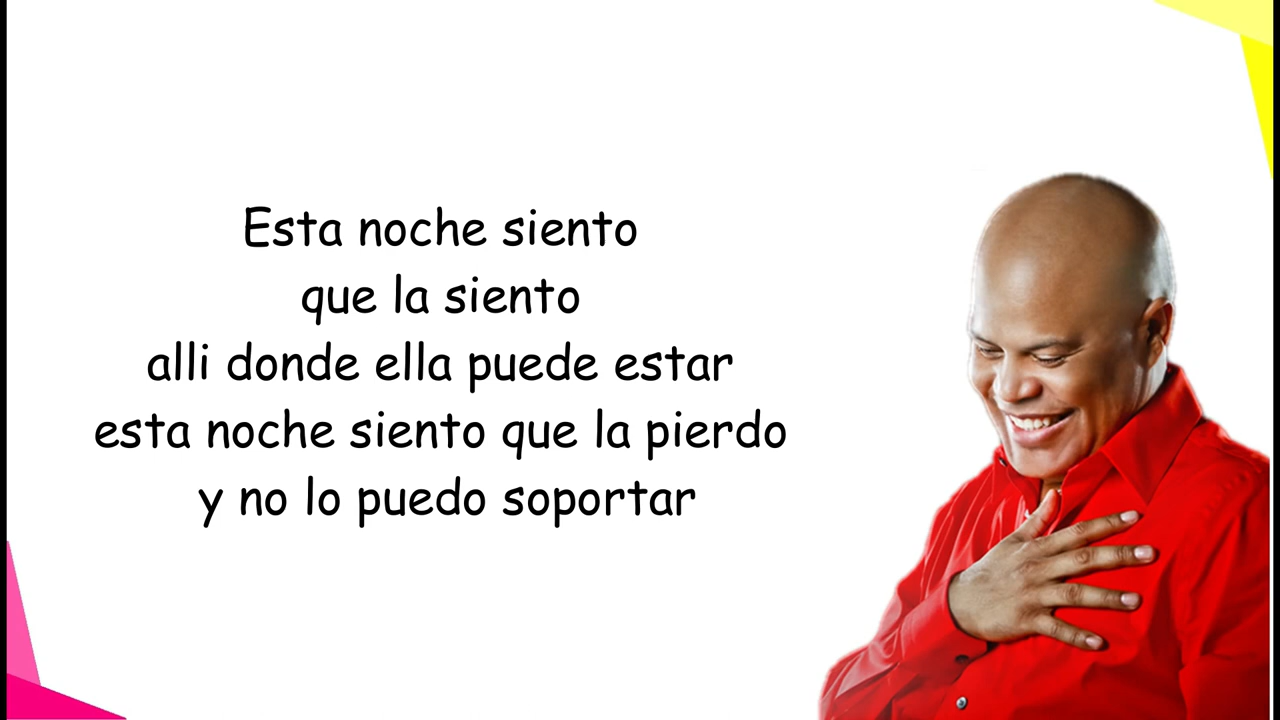 Esta noche siento
que la siento
alli donde ella puede estar
esta noche siento que la pierdo
y no lo puedo soportar